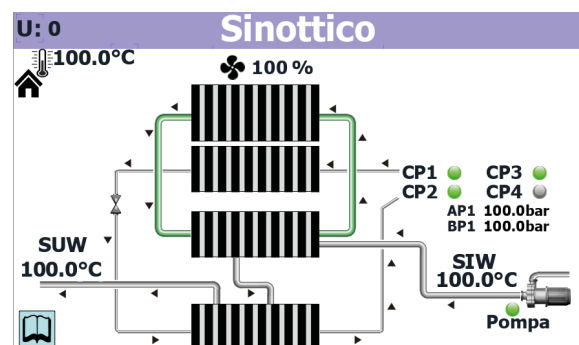 U: 0
Sinottico
100.0°C
100 %
CP1
CP3
CP2
CP4
AP1 100.0bar
BP1 100.0bar
SUW
100.0°C
SIW
100.0°C
Pompa